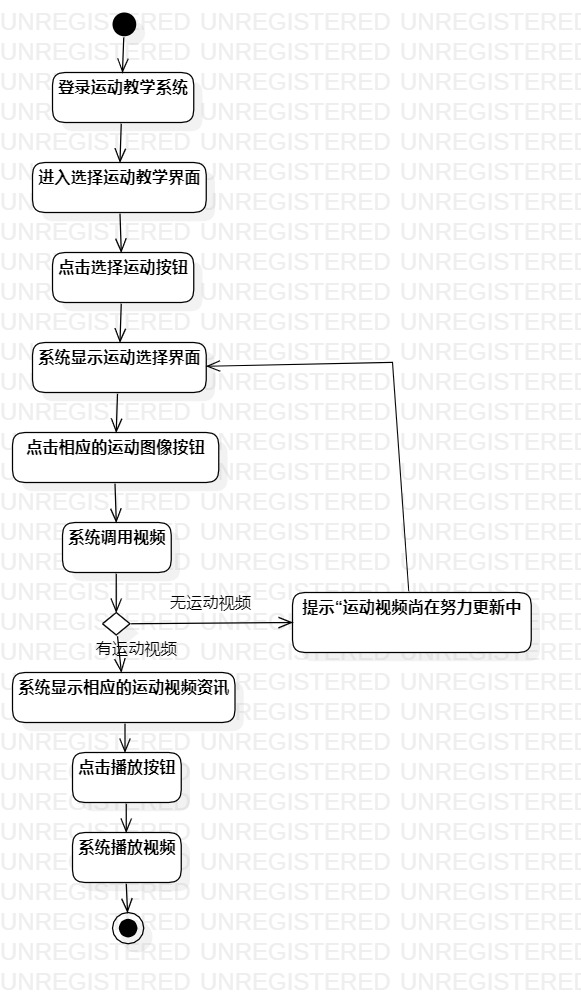 登录运动教学系统
进入选择运动教学界面
点击选择运动按钮
系统显示运动选择界面
点击相应的运动图像按钮
系统调用视频
无运动视频
提示“运动视频尚在努力更新中
有运动视频
系统显示相应的运动视频资讯
点击播放按钮
系统播放视频
UNREGISTERED